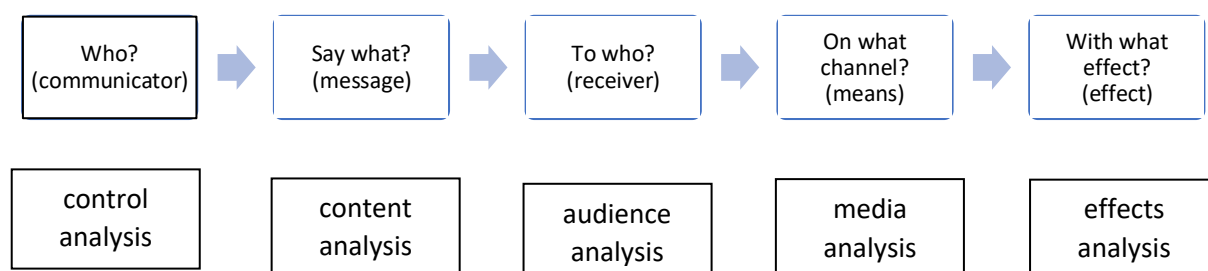 Who?
(communicator)
Say what?
(message)
To who?
(receiver)
On what
channel?
(means)
With what
effect?
(effect)
control
analysis
content
analysis
audience
analysis
media
analysis
effects
analysis